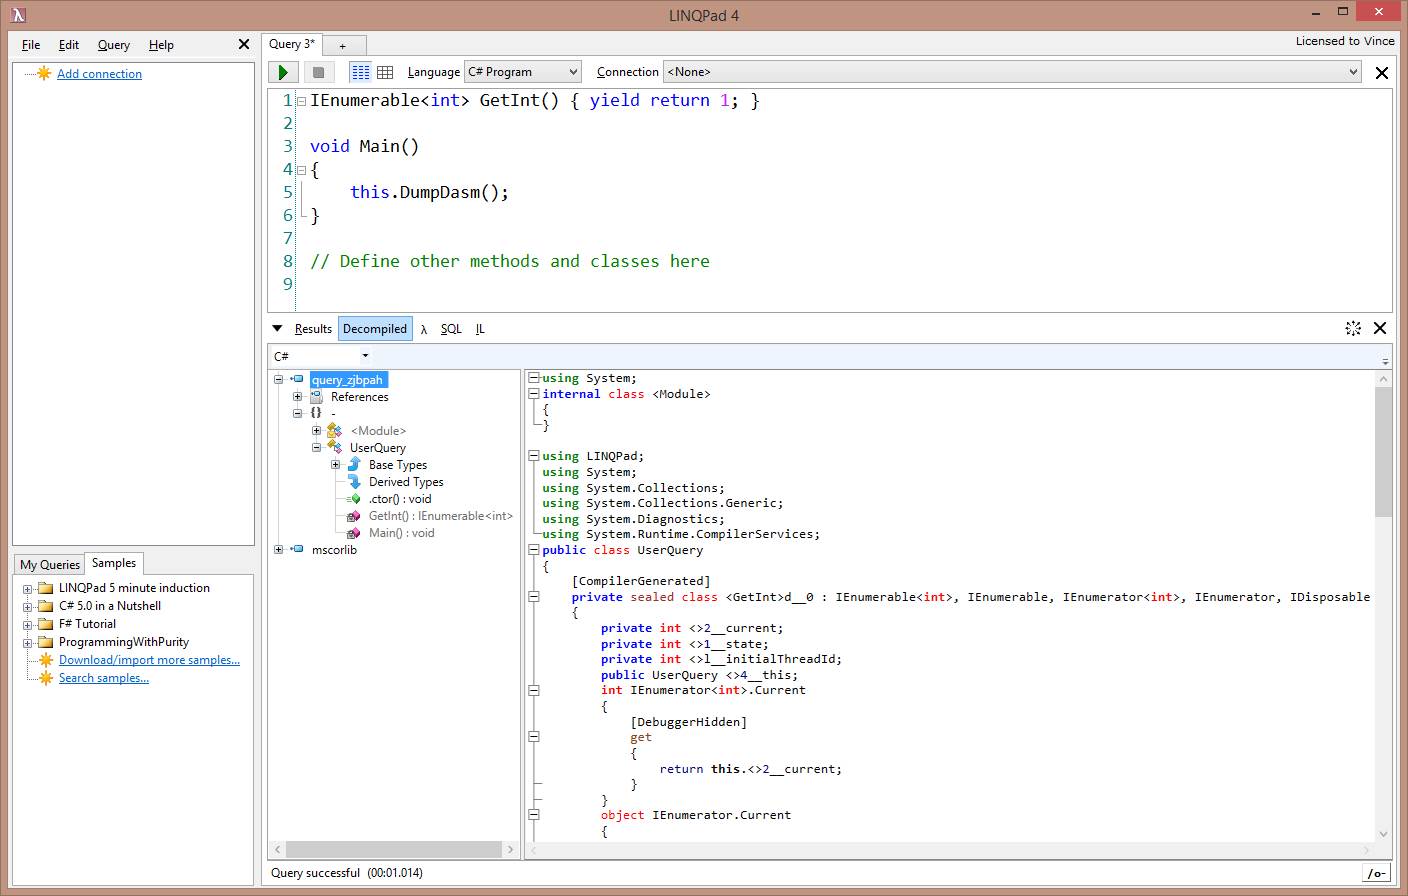 LINQPad 4
File Edit Query Help
Add connection
My Queries Samples
LINQPad 5 minute induction
C# 5.0 in a Nutshell
F# Tutorial
ProgrammingWithPurity
Download/import more samples...
Search samples...
Query 3* +
Licensed to Vince
Language C# Program Connection <None>
1 IEnumerable<int> GetInt() { yield return 1; }
2
3 void Main()
4 {
5 this.DumpDasm();
6 }
7
8 // Define other methods and classes here
9
Results Decompiled λ SQL IL
C#
query_zjbpah
References
{} -
<Module>
UserQuery
Base Types
Derived Types
.ctor() : void
GetInt() : IEnumerable<int>
Main() : void
mscorlib
using System;
internal class <Module>
{
}
using LINQPad;
using System;
using System.Collections;
using System.Collections.Generic;
using System.Diagnostics;
using System.Runtime.CompilerServices;
public class UserQuery
{
[CompilerGenerated]
private sealed class <GetInt>d__0 : IEnumerable<int>, IEnumerable, IEnumerator<int>, IEnumerator, IDisposable
{
private int <>2__current;
private int <>1__state;
private int <>l__initialThreadId;
public UserQuery <>4__this;
int IEnumerator<int>.Current
{
[DebuggerHidden]
get
{
return this.<>2__current;
}
}
object IEnumerator.Current
{
Query successful (00:01.014)
/o-